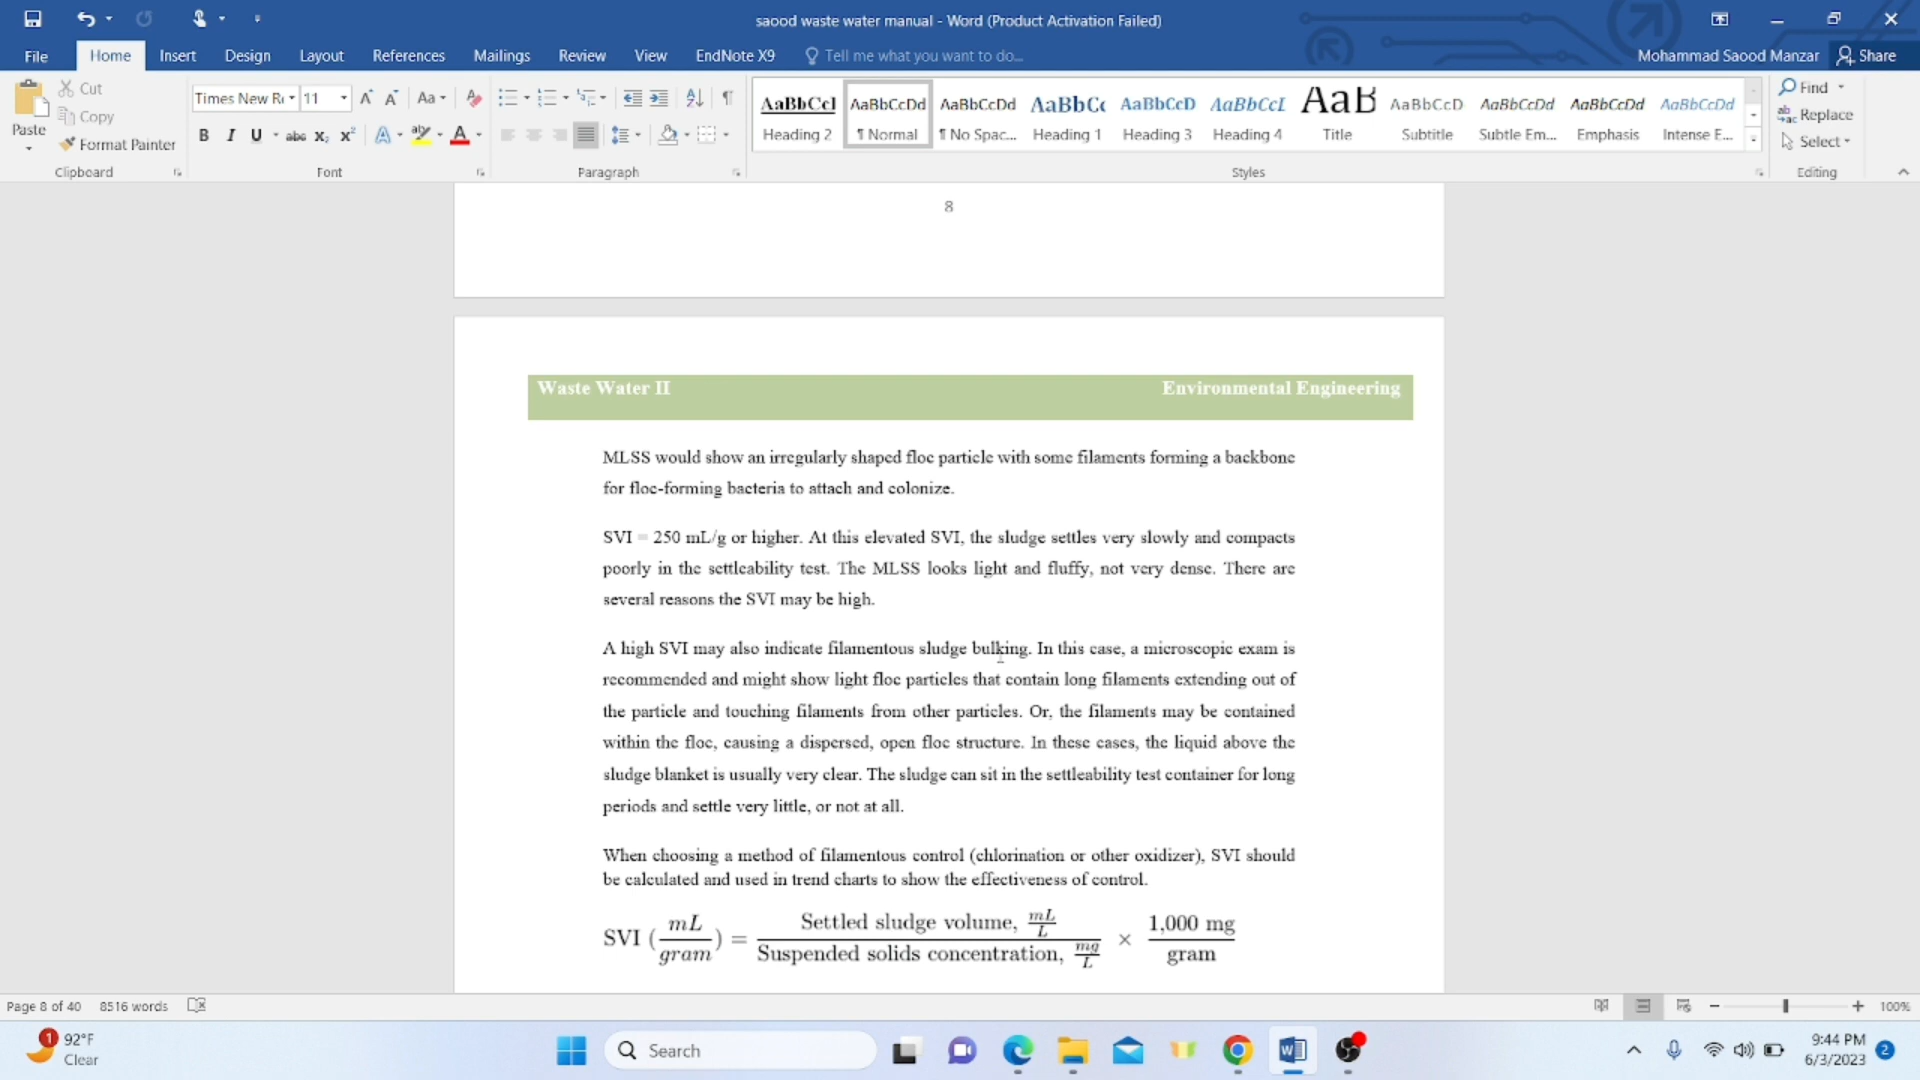 saood waste water manual - Word (Product Activation Failed)
File Home Insert Design Layout References Mailings Review View EndNote X9 Tell me what you want to do... Mohammad Saood Manzar Share
Paste Cut Copy Format Painter Clipboard
Times New R 11 Font Paragraph
AaBbCcI Heading 2
AaBbCcDd ¶ Normal
AaBbCcDd ¶ No Spac...
AaBbCc Heading 1
AaBbCcD Heading 3
AaBbCcL Heading 4
AaB Title
AaBbCcD Subtitle
AaBbCcDd Subtle Em...
AaBbCcDd Emphasis
AaBbCcDd Intense E...
Styles
Find Replace Select Editing
8
Waste Water II Environmental Engineering
MLSS would show an irregularly shaped floc particle with some filaments forming a backbone
for floc-forming bacteria to attach and colonize.
SVI = 250 mL/g or higher. At this elevated SVI, the sludge settles very slowly and compacts
poorly in the settleability test. The MLSS looks light and fluffy, not very dense. There are
several reasons the SVI may be high.
A high SVI may also indicate filamentous sludge bulking. In this case, a microscopic exam is
recommended and might show light floc particles that contain long filaments extending out of
the particle and touching filaments from other particles. Or, the filaments may be contained
within the floc, causing a dispersed, open floc structure. In these cases, the liquid above the
sludge blanket is usually very clear. The sludge can sit in the settleability test container for long
periods and settle very little, or not at all.
When choosing a method of filamentous control (chlorination or other oxidizer), SVI should
be calculated and used in trend charts to show the effectiveness of control.
SVI (mL/gram) = Settled sludge volume, mL/L / Suspended solids concentration, mg/L × 1,000 mg / gram
Page 8 of 40 8516 words 100%
1 92°F
Clear
Search
9:44 PM
6/3/2023 2